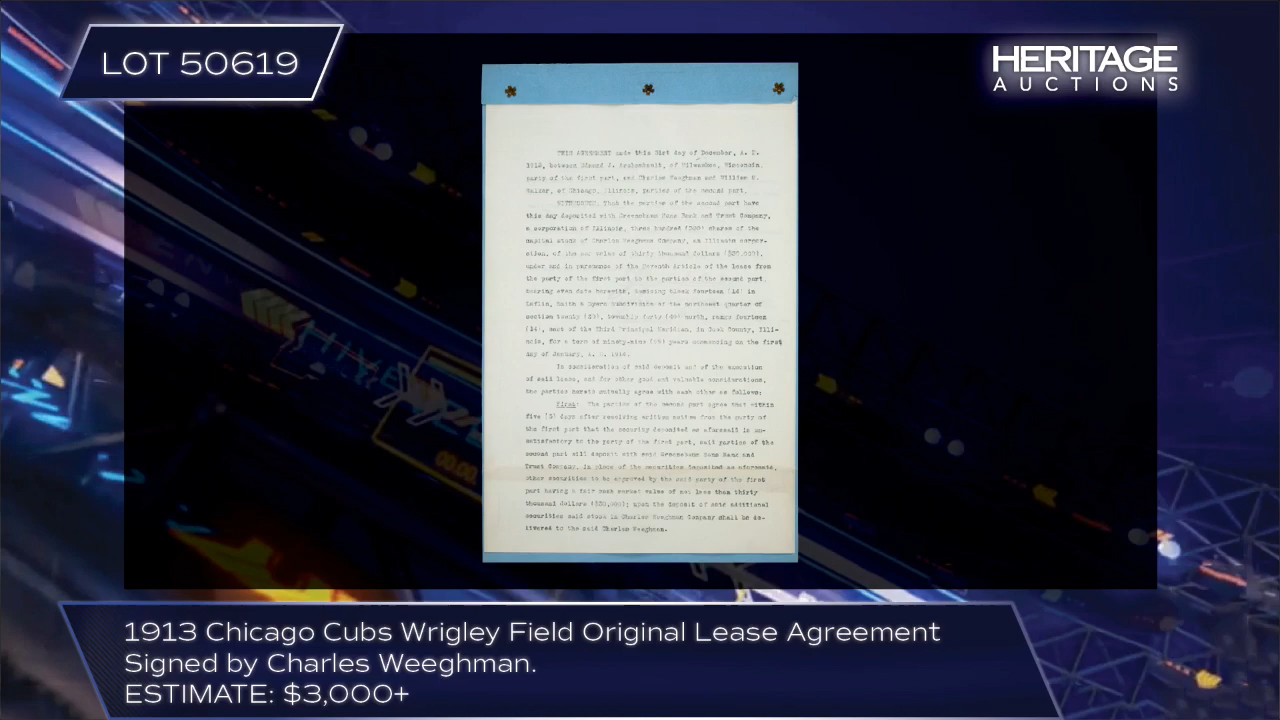 LOT 50619
HERITAGE
AUCTIONS
THIS AGREEMENT made this 31st day of December, A. D.
1913, between Edmund J. Archambault, of Milwaukee, Wisconsin,
party of the first part, and Charles Weeghman and William M.
Walker, of Chicago, Illinois, parties of the second part,
WITNESSETH, That the parties of the second part have
this day deposited with Greenebaum Sons Bank and Trust Company,
a corporation of Illinois, three hundred (300) shares of the
capital stock of Charles Weeghman Company, an Illinois corpor-
ation, of the par value of thirty thousand dollars ($30,000),
under and in pursuance of the Seventh Article of the lease from
the party of the first part to the parties of the second part,
bearing even date herewith, demising block fourteen (14) in
Laflin, Smith & Dyers subdivision of the northwest quarter of
section twenty (20), township forty (40) north, range fourteen
(14), east of the Third Principal Meridian, in Cook County, Illi-
nois, for a term of ninety-nine (99) years commencing on the first
day of January, A. D. 1914.
In consideration of said deposit and of the execution
of said lease, and for other good and valuable considerations,
the parties hereto mutually agree with each other as follows:
First: The parties of the second part agree that within
five (5) days after receiving written notice from the party of
the first part that the security deposited as aforesaid is un-
satisfactory to the party of the first part, said parties of the
second part will deposit with said Greenebaum Sons Bank and
Trust Company, in place of the securities deposited as aforesaid,
other securities to be approved by the said party of the first
part having a fair cash market value of not less than thirty
thousand dollars ($30,000); upon the deposit of said additional
securities said stock in Charles Weeghman Company shall be de-
livered to the said Charles Weeghman.
1913 Chicago Cubs Wrigley Field Original Lease Agreement
Signed by Charles Weeghman.
ESTIMATE: $3,000+